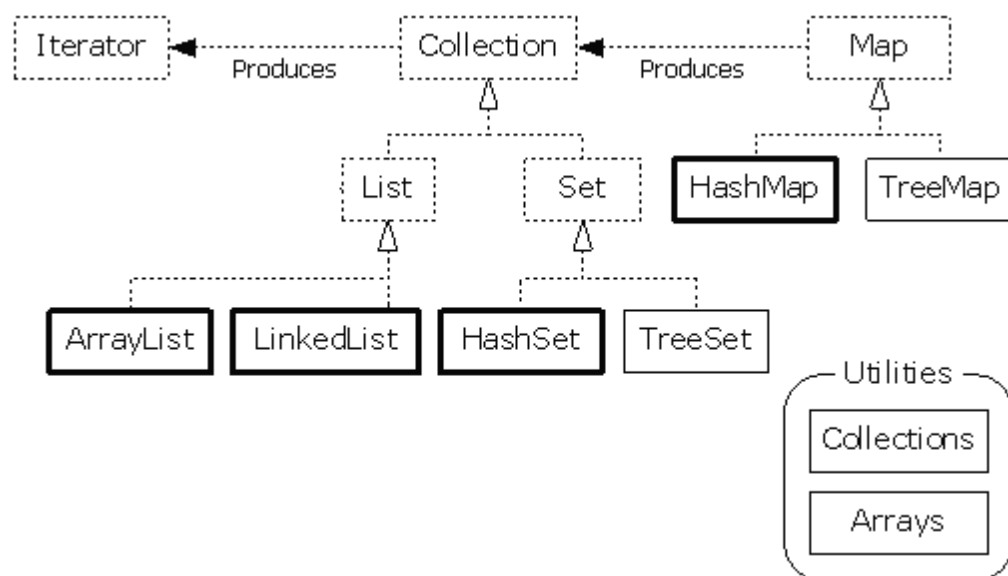 Iterator
Collection
Map
Produces
Produces
List
Set
HashMap
TreeMap
ArrayList
LinkedList
HashSet
TreeSet
Utilities
Collections
Arrays